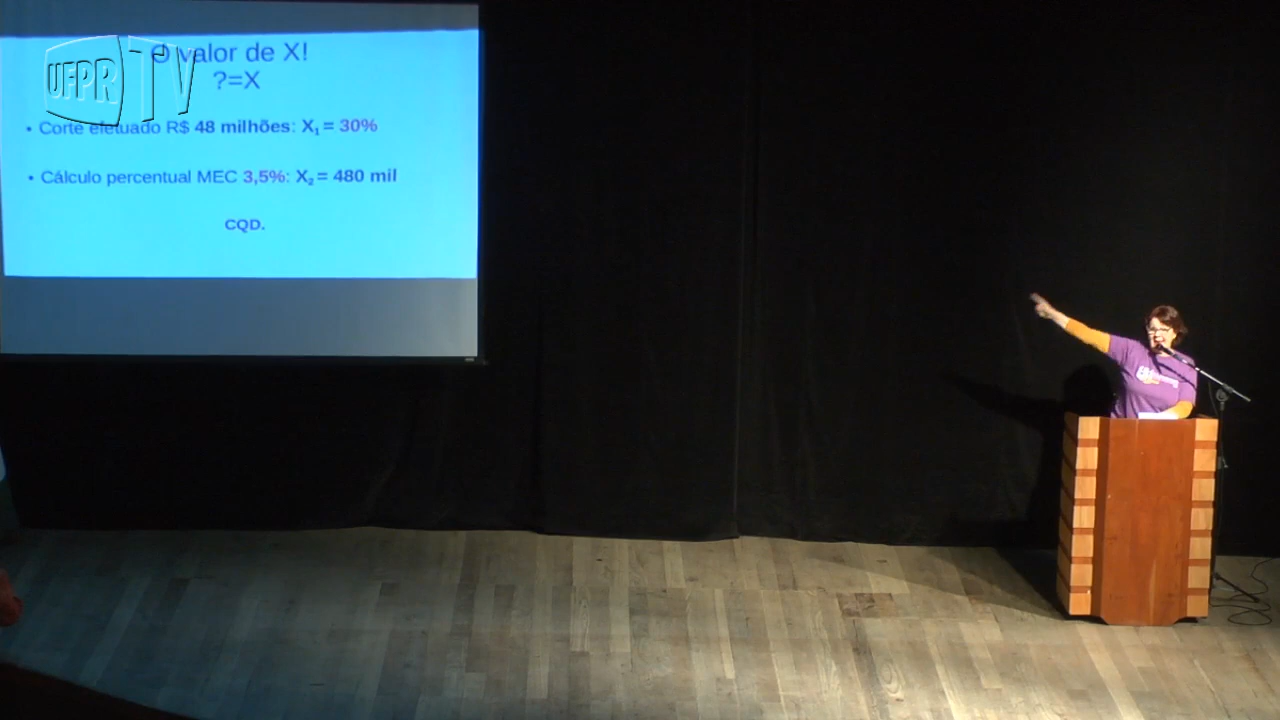 O valor de X!
?=X
UFPR TV
• Corte efetuado R$ 48 milhões: X₁ = 30%
• Cálculo percentual MEC 3,5%: X₂ = 480 mil
CQD.